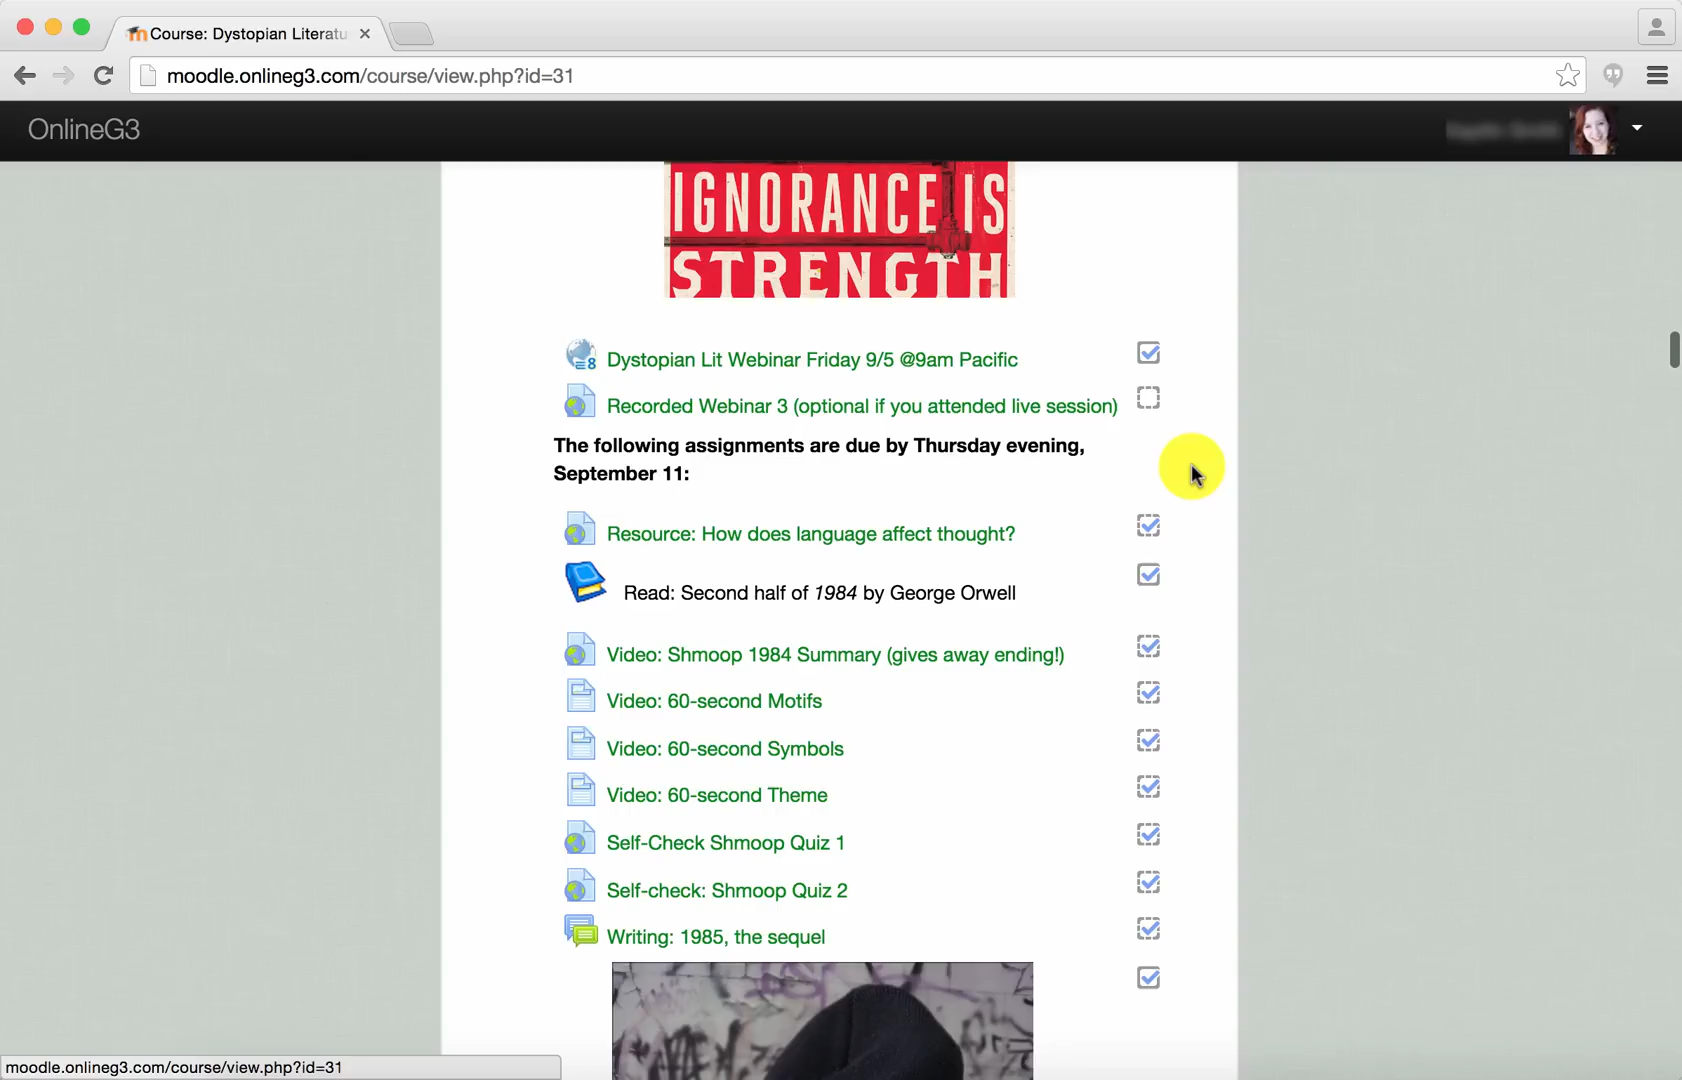 Course: Dystopian Literatu
moodle.onlineg3.com/course/view.php?id=31
OnlineG3
IGNORANCE IS
STRENGTH
Dystopian Lit Webinar Friday 9/5 @9am Pacific
Recorded Webinar 3 (optional if you attended live session)
The following assignments are due by Thursday evening,
September 11:
Resource: How does language affect thought?
Read: Second half of 1984 by George Orwell
Video: Shmoop 1984 Summary (gives away ending!)
Video: 60-second Motifs
Video: 60-second Symbols
Video: 60-second Theme
Self-Check Shmoop Quiz 1
Self-check: Shmoop Quiz 2
Writing: 1985, the sequel
moodle.onlineg3.com/course/view.php?id=31